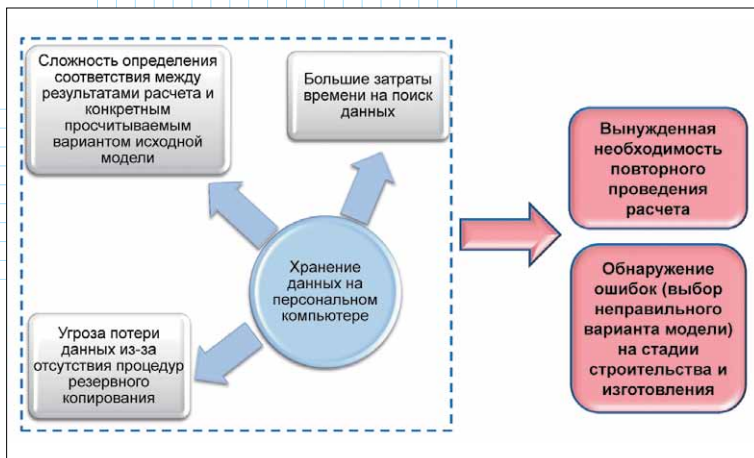 Сложность определения
соответствия между
результатами расчета и
конкретным
просчитываемым
вариантом исходной
модели
Большие затраты
времени на поиск
данных
Хранение
данных на
персональном
компьютере
Угроза потери
данных из-за
отсутствия процедур
резервного
копирования
Вынужденная
необходимость
повторного
проведения
расчета
Обнаружение
ошибок (выбор
неправильного
варианта модели)
на стадии
строительства и
изготовления